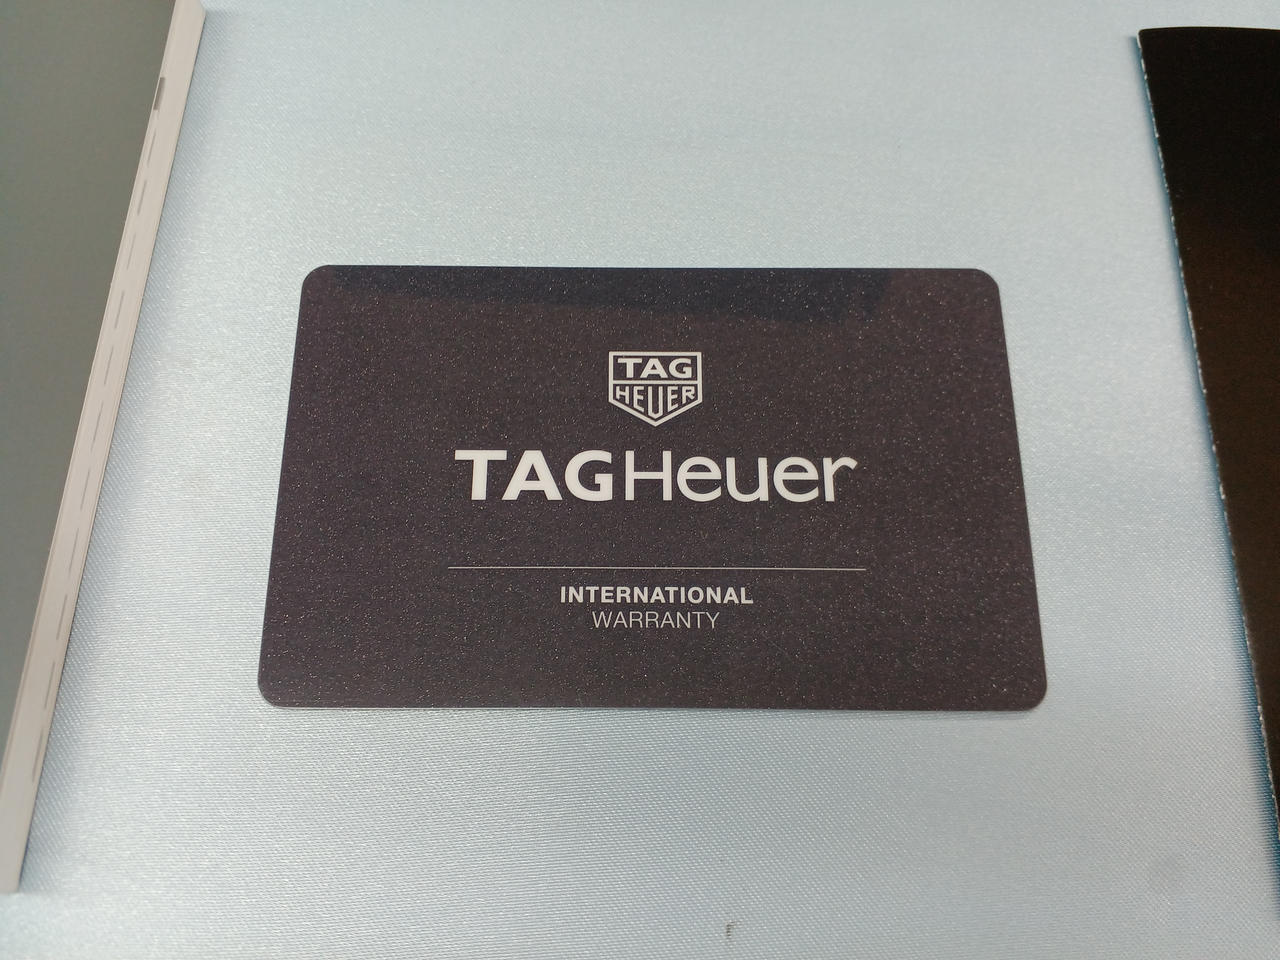 TAG
HEUER
TAGHeuer
INTERNATIONAL
WARRANTY